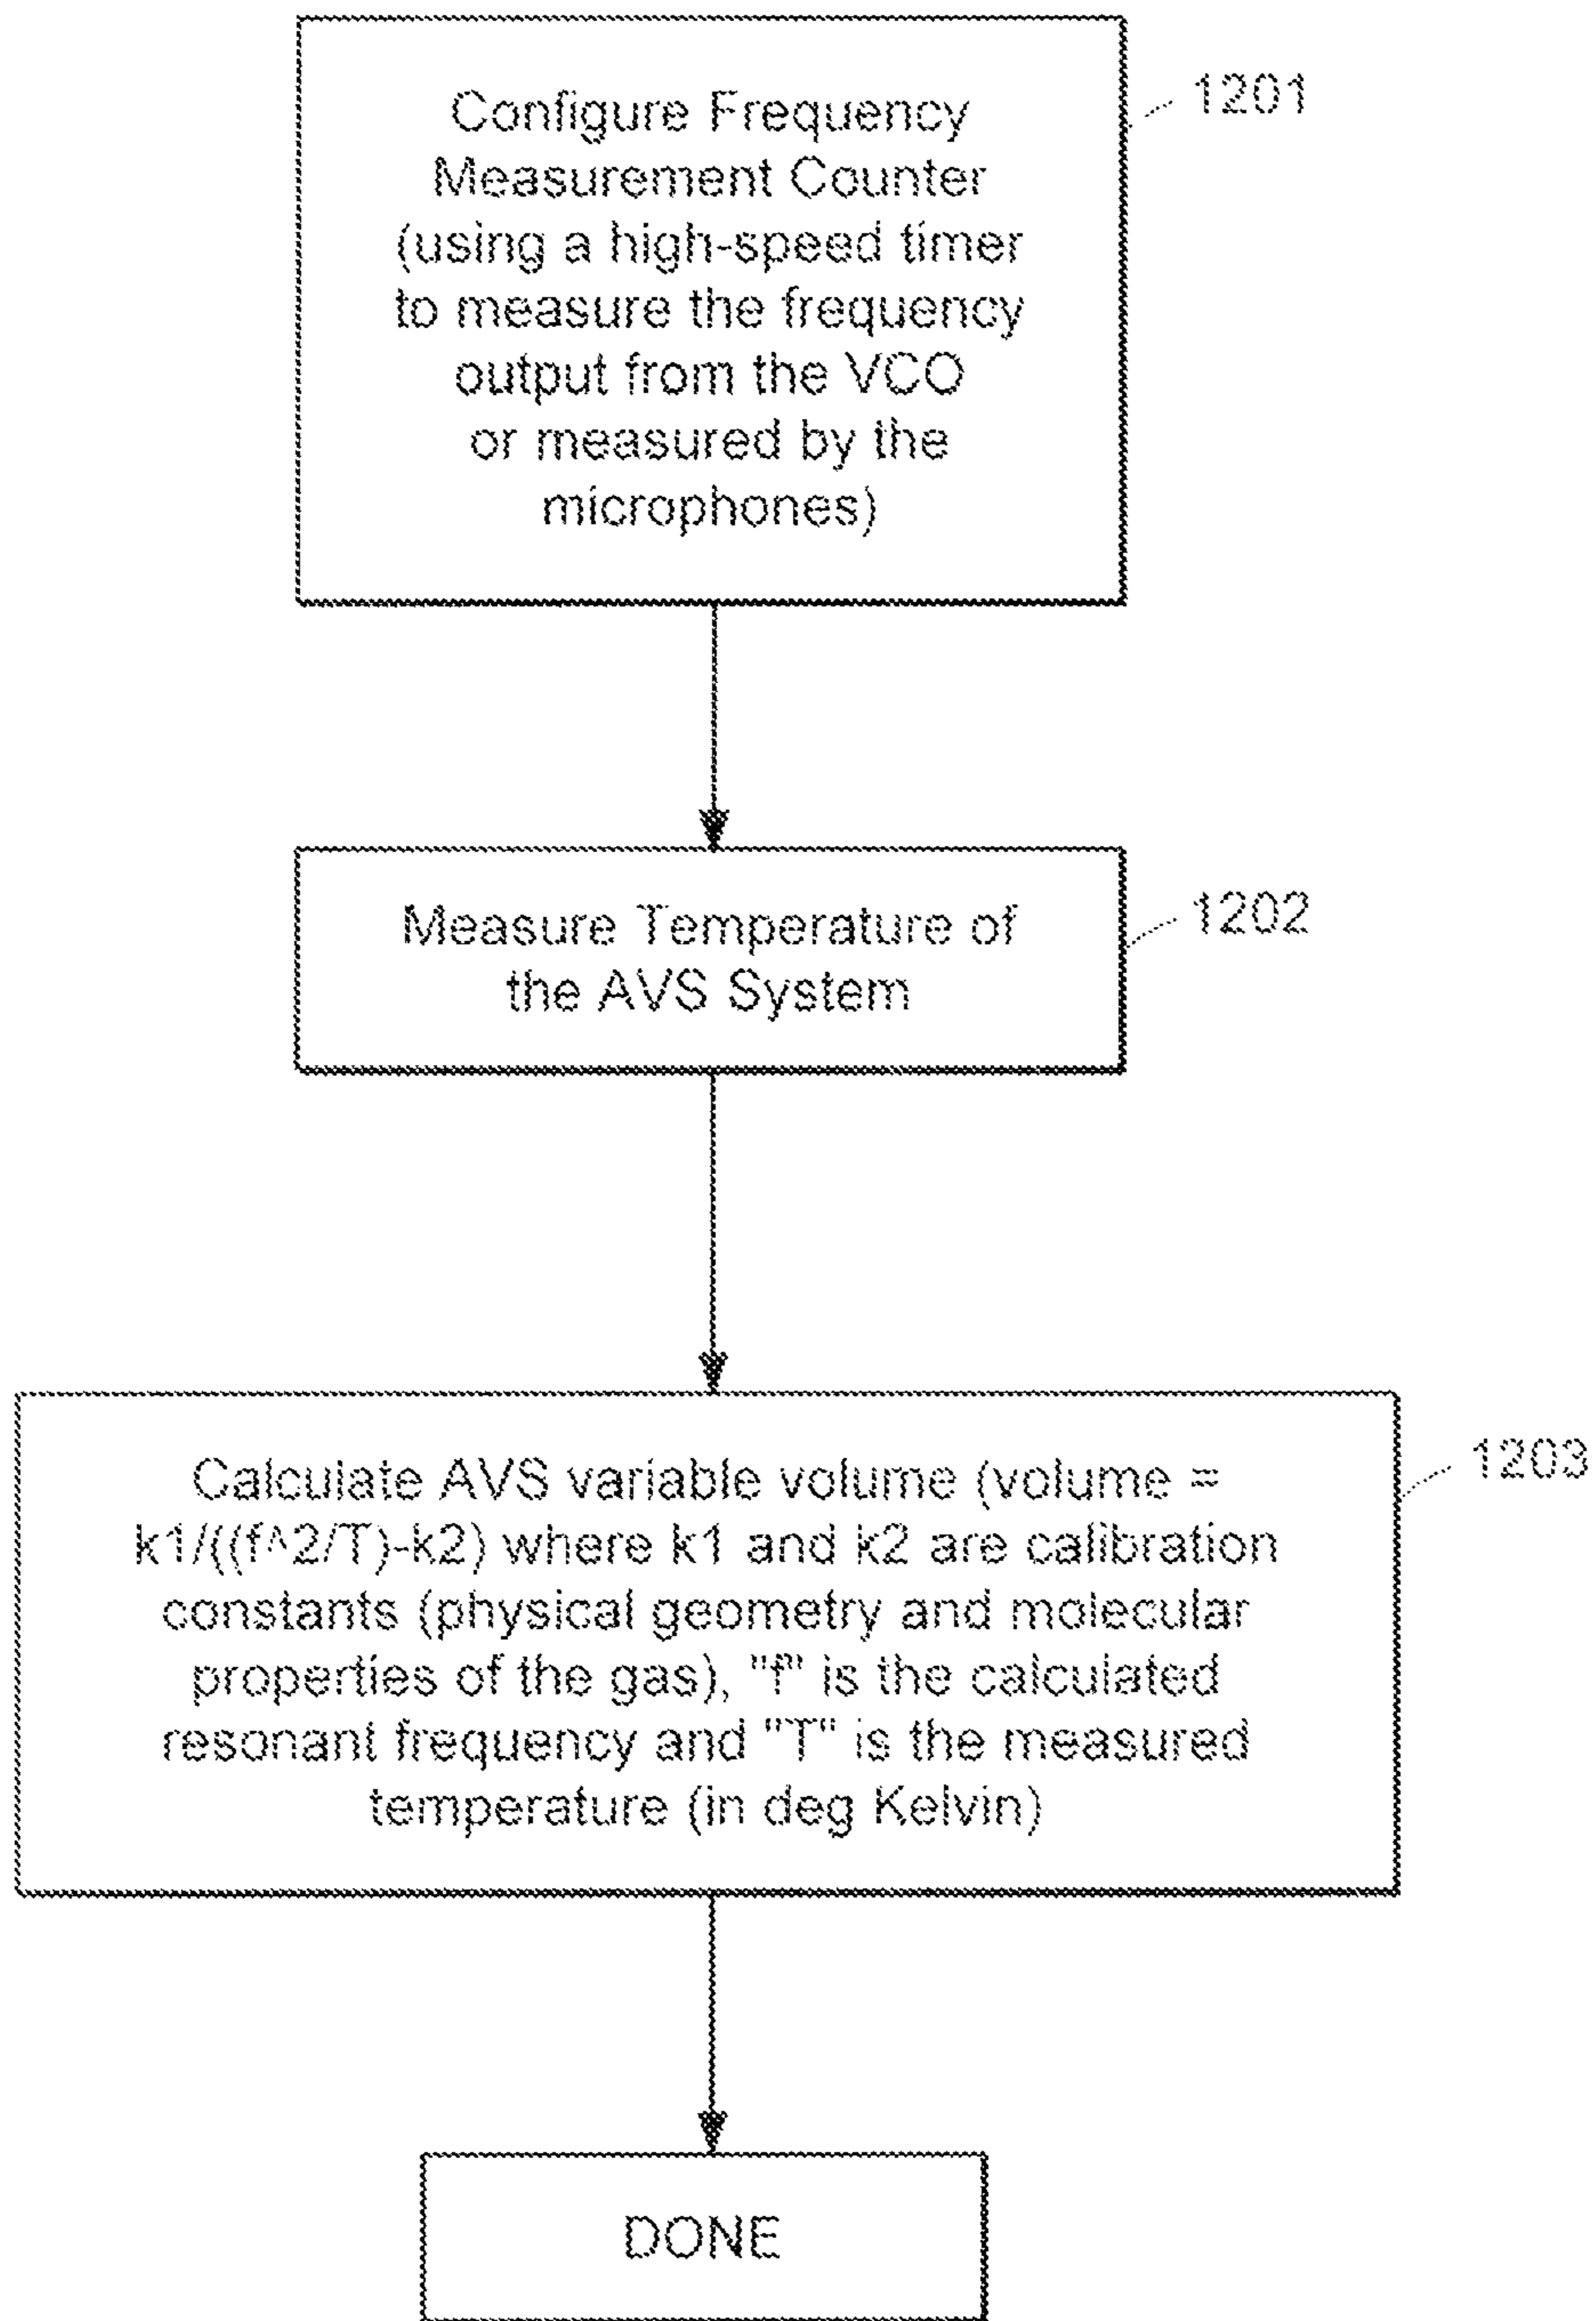 Configure Frequency
Measurement Counter
(using a high-speed timer
to measure the frequency
output from the VCO
or measured by the
microphones)
1201
Measure Temperature of
the AVS System
1202
Calculate AVS variable volume (volume =
k1/((f^2/T)-k2) where k1 and k2 are calibration
constants (physical geometry and molecular
properties of the gas), "f" is the calculated
resonant frequency and "T" is the measured
temperature (in deg Kelvin)
1203
DONE